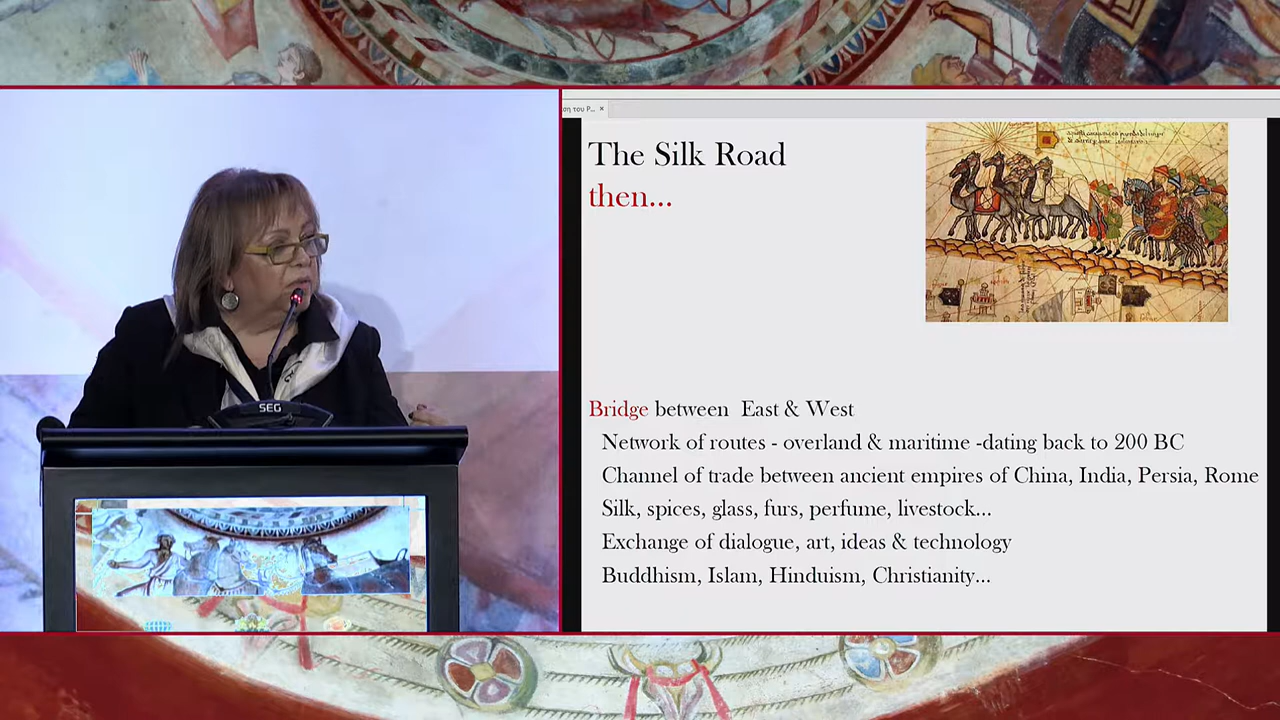 ση του Ρ...
The Silk Road
then...
Bridge between East & West
Network of routes - overland & maritime -dating back to 200 BC
Channel of trade between ancient empires of China, India, Persia, Rome
Silk, spices, glass, furs, perfume, livestock...
Exchange of dialogue, art, ideas & technology
Buddhism, Islam, Hinduism, Christianity...
SEG